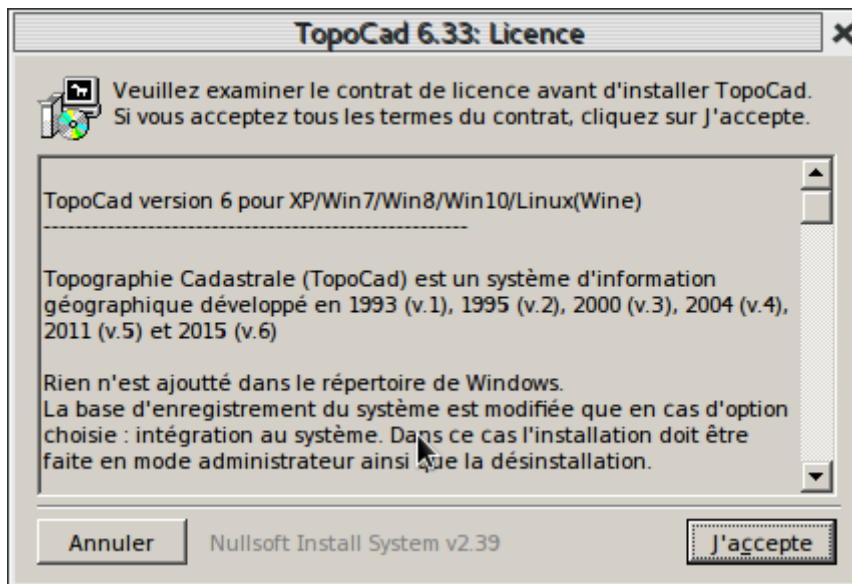 TopoCad 6.33: Licence
Veuillez examiner le contrat de licence avant d'installer TopoCad.
Si vous acceptez tous les termes du contrat, cliquez sur J'accepte.
TopoCad version 6 pour XP/Win7/Win8/Win10/Linux(Wine)
-----------------------------------------------------
Topographie Cadastrale (TopoCad) est un système d'information
géographique développé en 1993 (v.1), 1995 (v.2), 2000 (v.3), 2004 (v.4),
2011 (v.5) et 2015 (v.6)
Rien n'est ajoutté dans le répertoire de Windows.
La base d'enregistrement du système est modifiée que en cas d'option
choisie : intégration au système. Dans ce cas l'installation doit être
faite en mode administrateur ainsi que la désinstallation.
Annuler
Nullsoft Install System v2.39
J'accepte